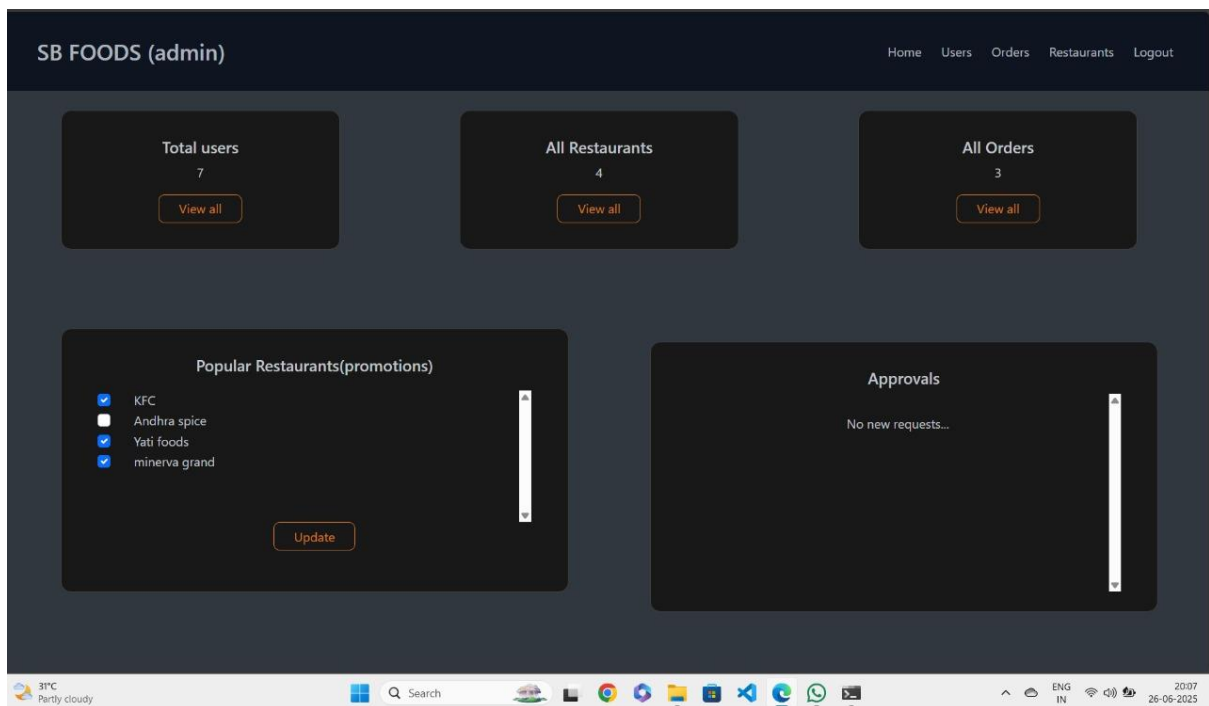 SB FOODS (admin)
Home Users Orders Restaurants Logout
Total users
7
View all
All Restaurants
4
View all
All Orders
3
View all
Popular Restaurants(promotions)
KFC
Andhra spice
Yati foods
minerva grand
Update
Approvals
No new requests...
31°C
Partly cloudy
Search
ENG
IN
20:07
26-06-2025